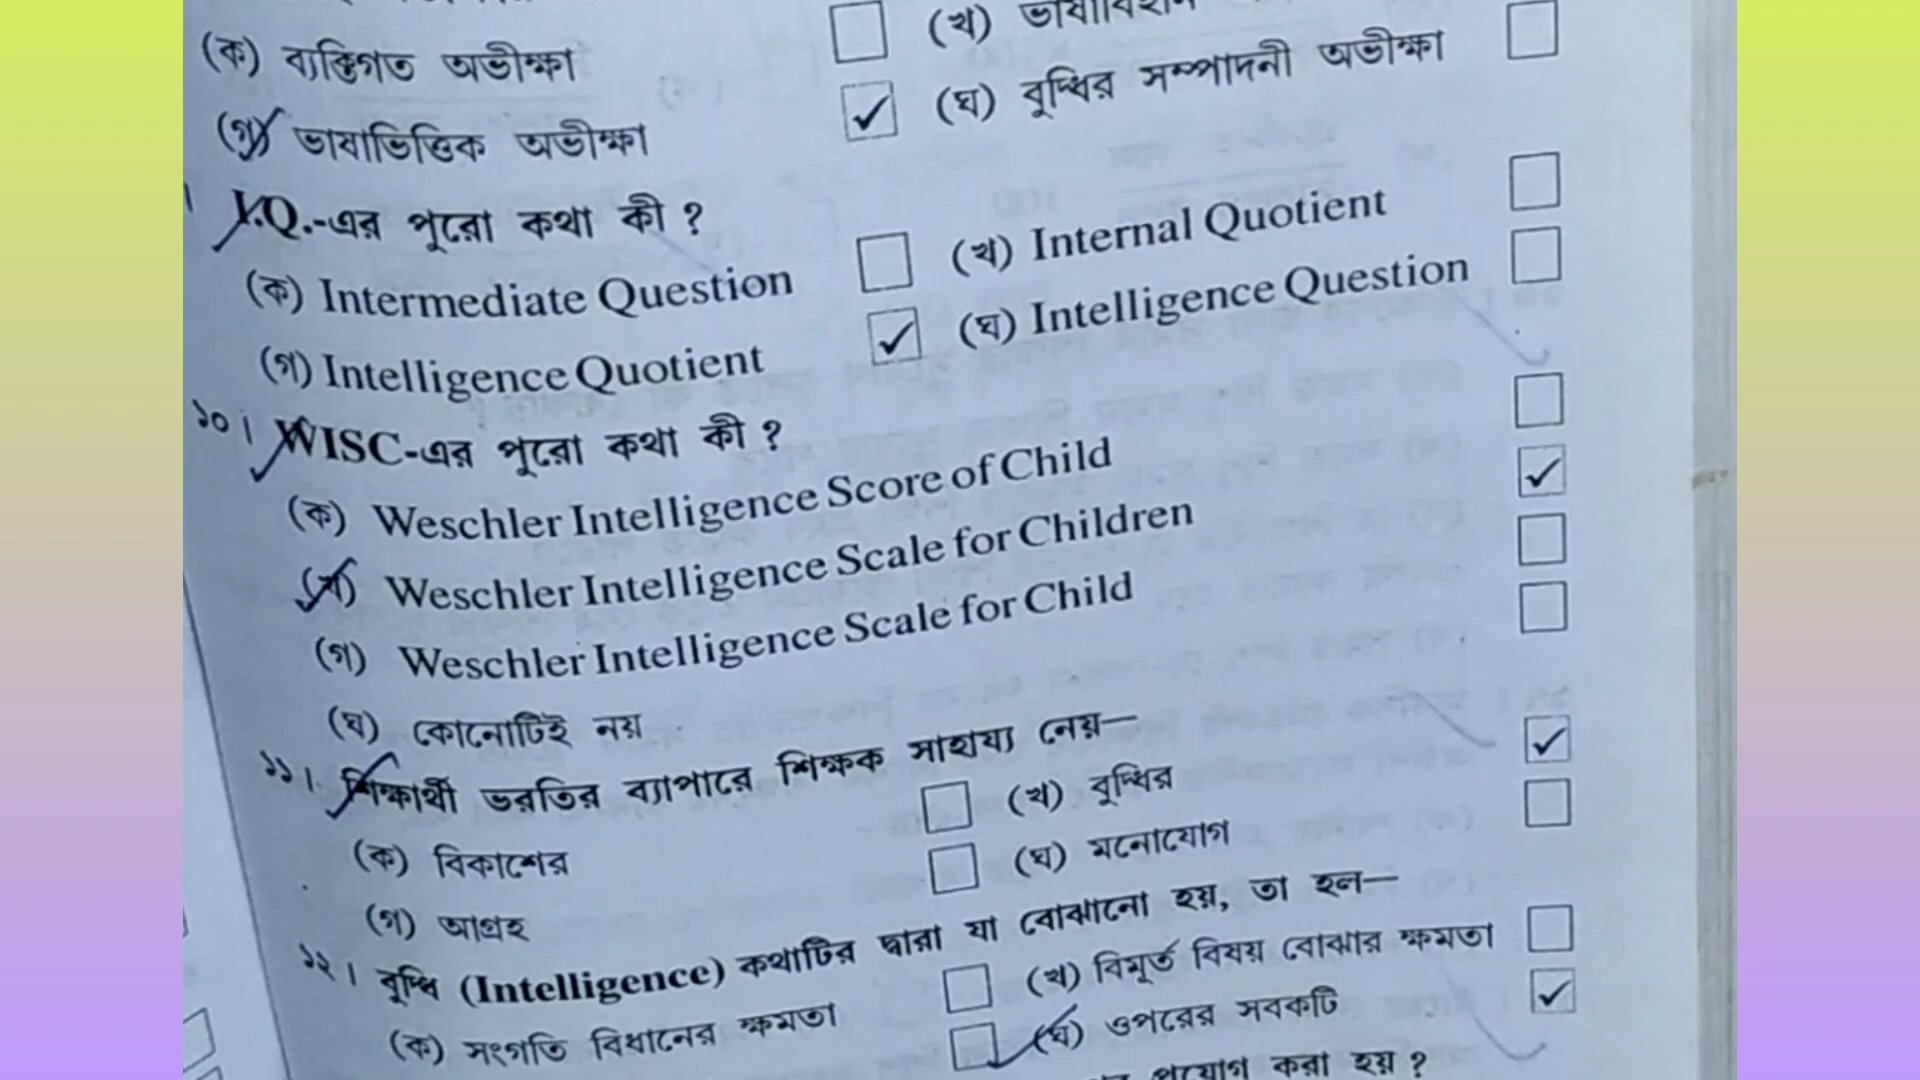 (ক) ব্যক্তিগত অভীক্ষা
(খ)
(গ) ভাষাভিত্তিক অভীক্ষা ✓
(ঘ) বুদ্ধির সম্পাদনী অভীক্ষা
। I.Q.-এর পুরো কথা কী ?
(ক) Intermediate Question
(খ) Internal Quotient
(গ) Intelligence Quotient ✓
(ঘ) Intelligence Question
১০। WISC-এর পুরো কথা কী ?
(ক) Weschler Intelligence Score of Child
(খ) Weschler Intelligence Scale for Children ✓
(গ) Weschler Intelligence Scale for Child
(ঘ) কোনোটিই নয়
১১। শিক্ষার্থী ভরতির ব্যাপারে শিক্ষক সাহায্য নেয়—
(ক) বিকাশের
(খ) বুদ্ধির ✓
(গ) আগ্রহ
(ঘ) মনোযোগ
১২। বুদ্ধি (Intelligence) কথাটির দ্বারা যা বোঝানো হয়, তা হল—
(ক) সংগতি বিধানের ক্ষমতা
(খ) বিমূর্ত বিষয় বোঝার ক্ষমতা
(ঘ) ওপরের সবকটি ✓
করা হয় ?